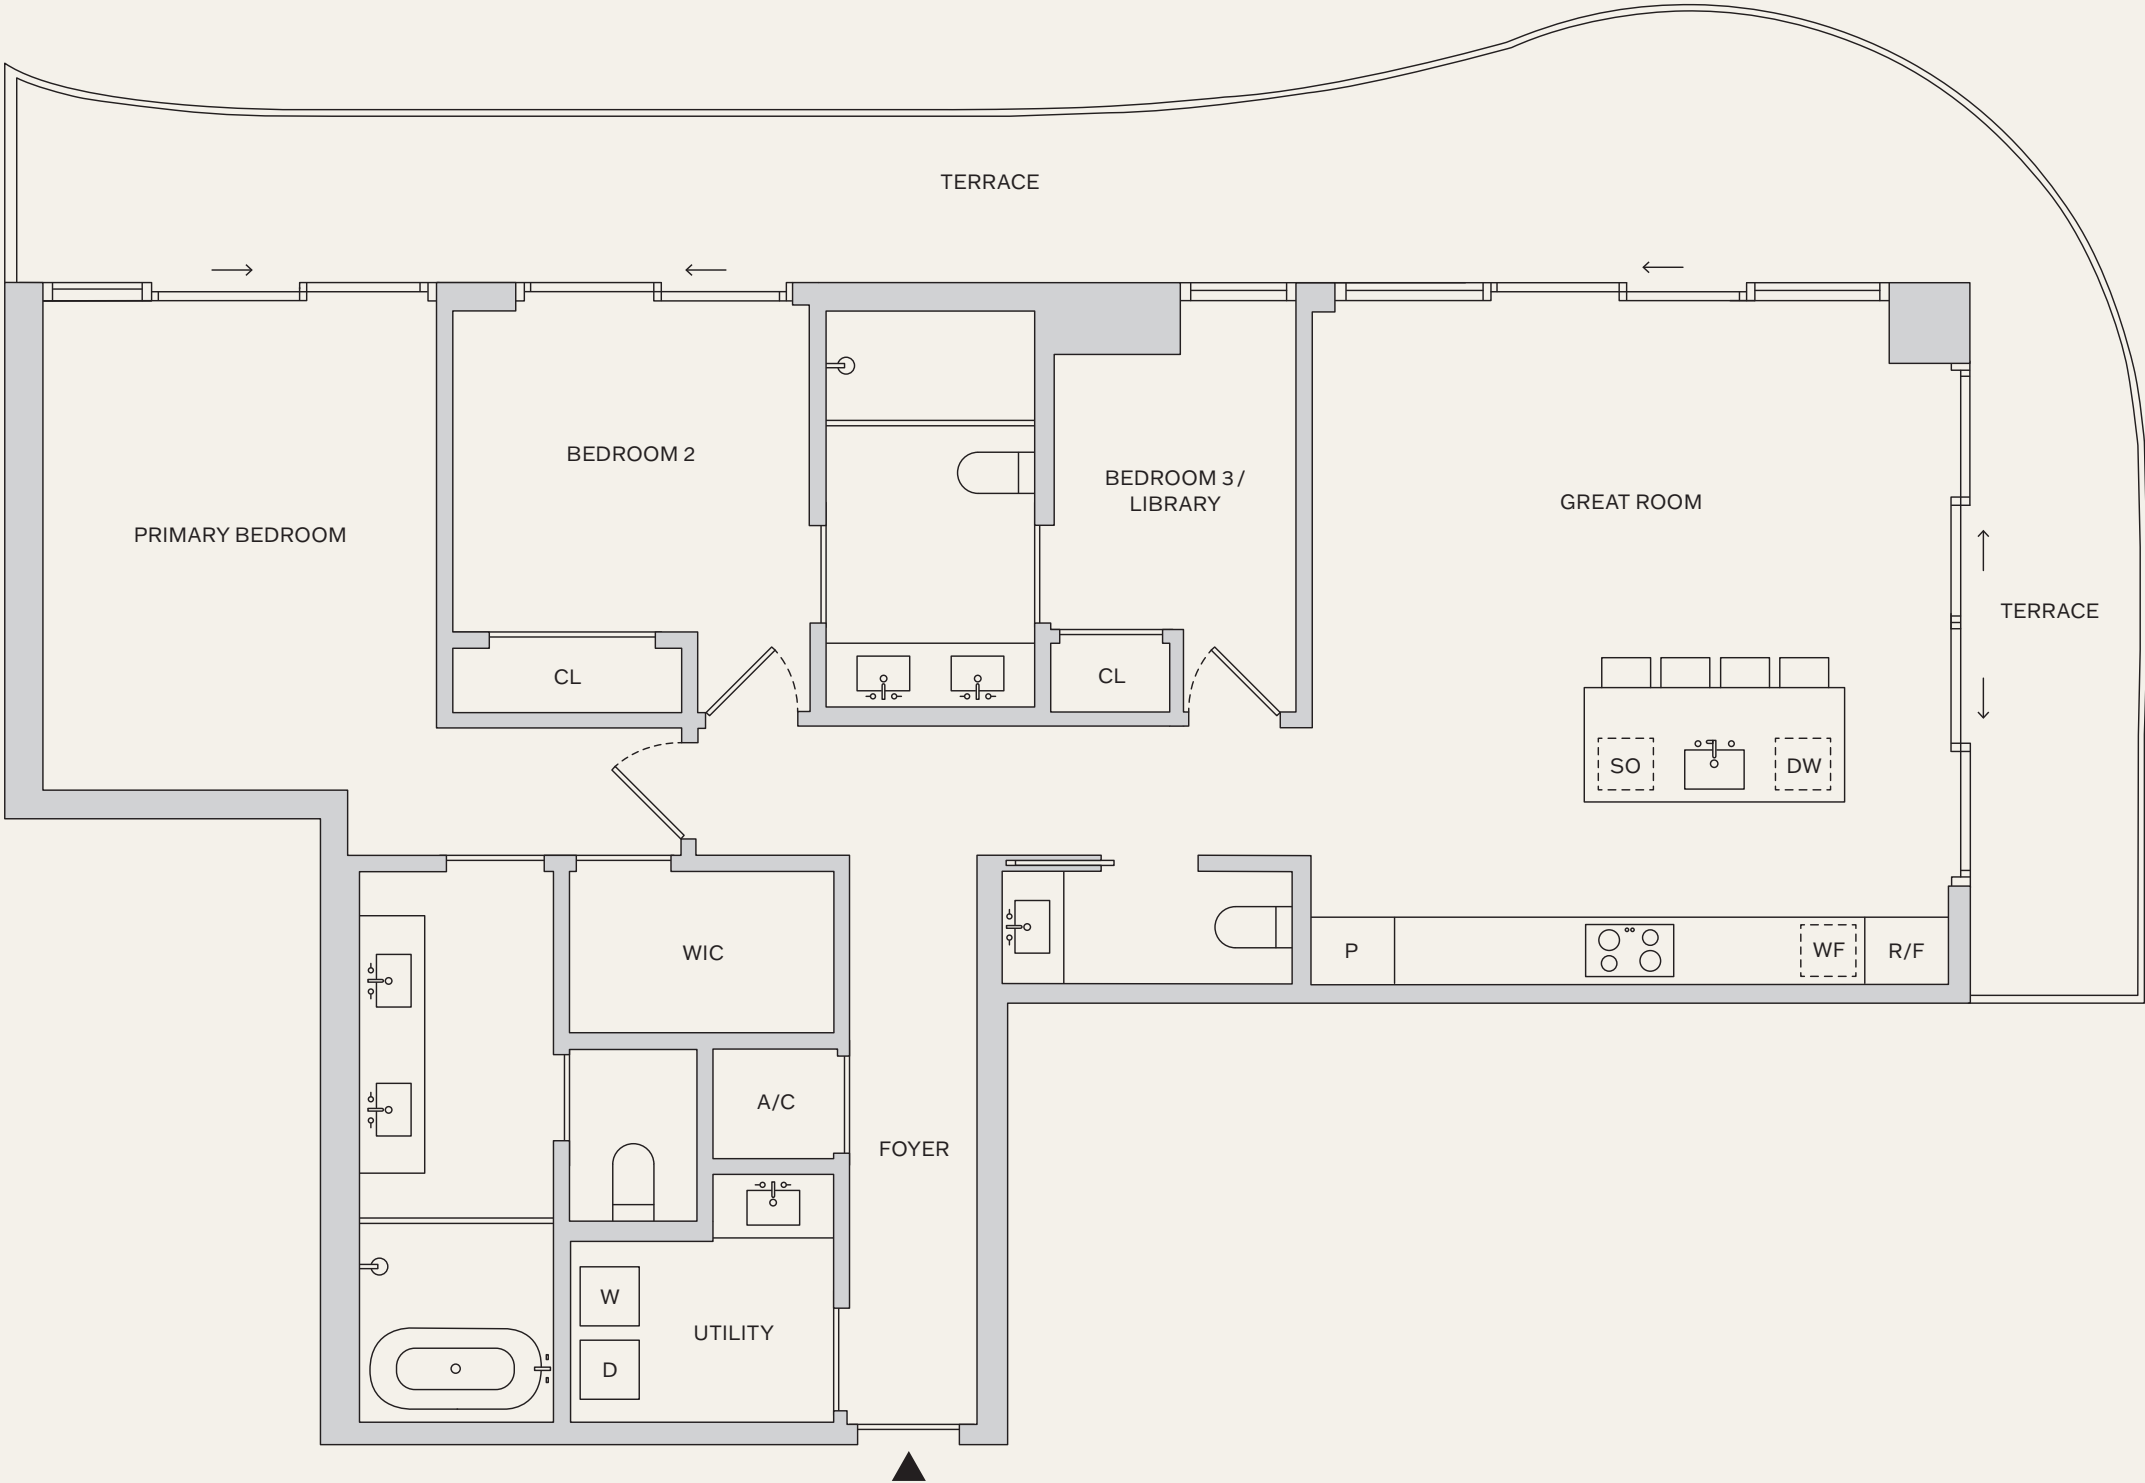 TERRACE
BEDROOM 2
BEDROOM 3 /
LIBRARY
GREAT ROOM
PRIMARY BEDROOM
TERRACE
CL
CL
SO
DW
WIC
P
WF
R/F
A/C
FOYER
W
UTILITY
D